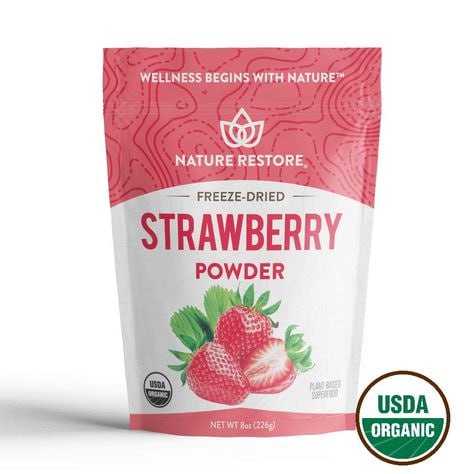 WELLNESS BEGINS WITH NATURE™
NATURE RESTORE®
FREEZE-DRIED
STRAWBERRY
POWDER
USDA
ORGANIC
PLANT-BASED
SUPERFOOD
NET WT 8oz (226g)
USDA
ORGANIC